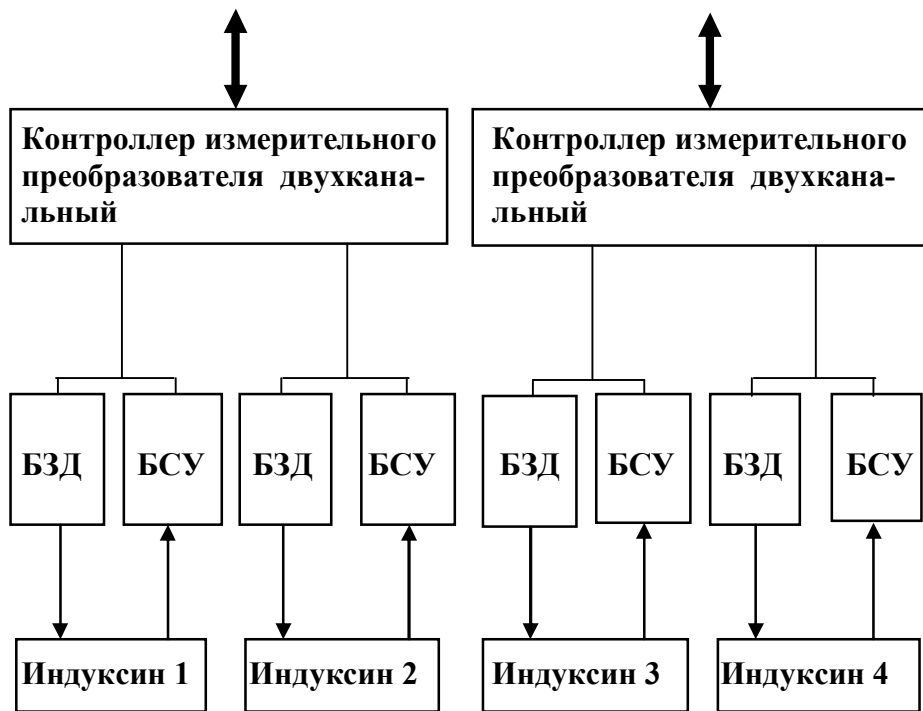 Контроллер измерительного
преобразователя двухкана-
льный
Контроллер измерительного
преобразователя двухкана-
льный
БЗД
БСУ
БЗД
БСУ
БЗД
БСУ
БЗД
БСУ
Индуксин 1
Индуксин 2
Индуксин 3
Индуксин 4